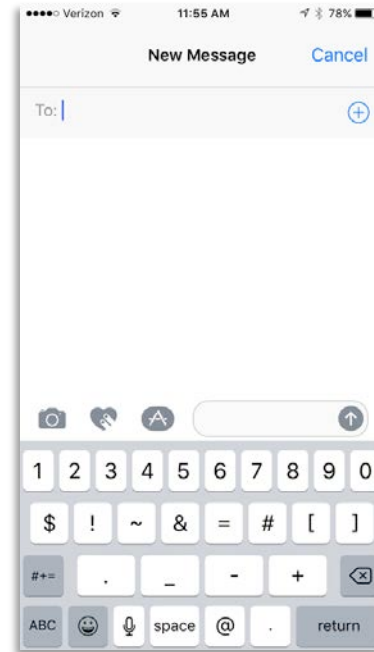 Verizon 11:55 AM 78%
New Message Cancel
To:
1 2 3 4 5 6 7 8 9 0
$ ! ~ & = # [ ]
#+= . _ - +
ABC space @ . return